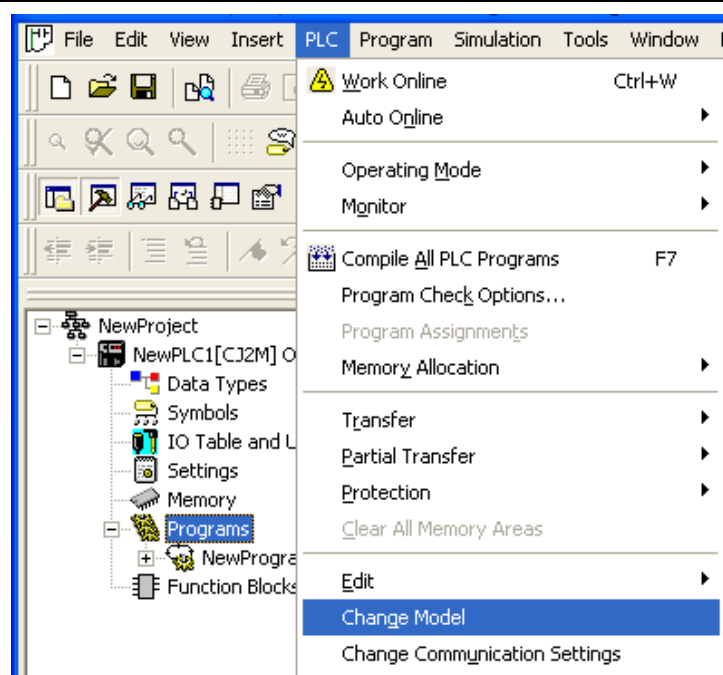 File Edit View Insert PLC Program Simulation Tools Window
Work Online Ctrl+W
Auto Online
Operating Mode
Monitor
Compile All PLC Programs F7
Program Check Options...
Program Assignments
Memory Allocation
Transfer
Partial Transfer
Protection
Clear All Memory Areas
Edit
Change Model
Change Communication Settings
NewProject
NewPLC1[CJ2M] O
Data Types
Symbols
IO Table and U
Settings
Memory
Programs
NewProgra
Function Blocks